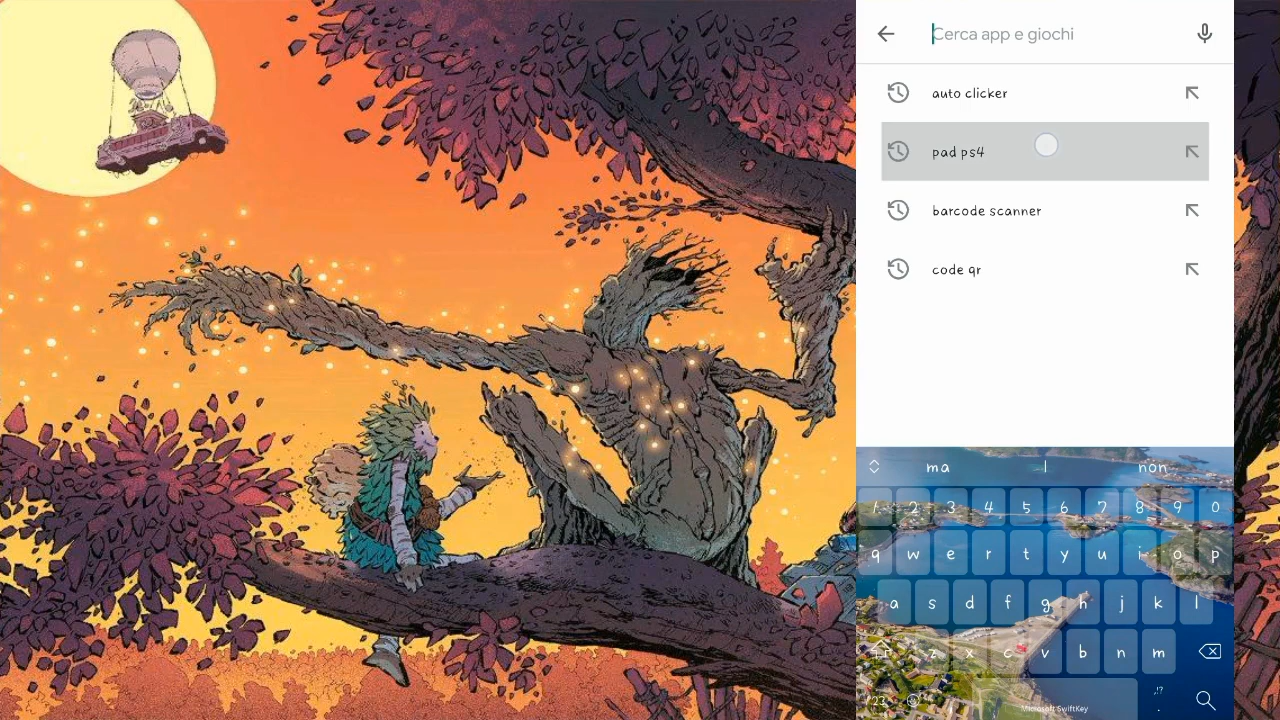 Cerca app e giochi
auto clicker
pad ps4
barcode scanner
code qr
ma
I
non
1 2 3 4 5 6 7 8 9 0
q w e r t y u i o p
a s d f g h j k l
z x c v b n m
123
,!?
.
Microsoft SwiftKey